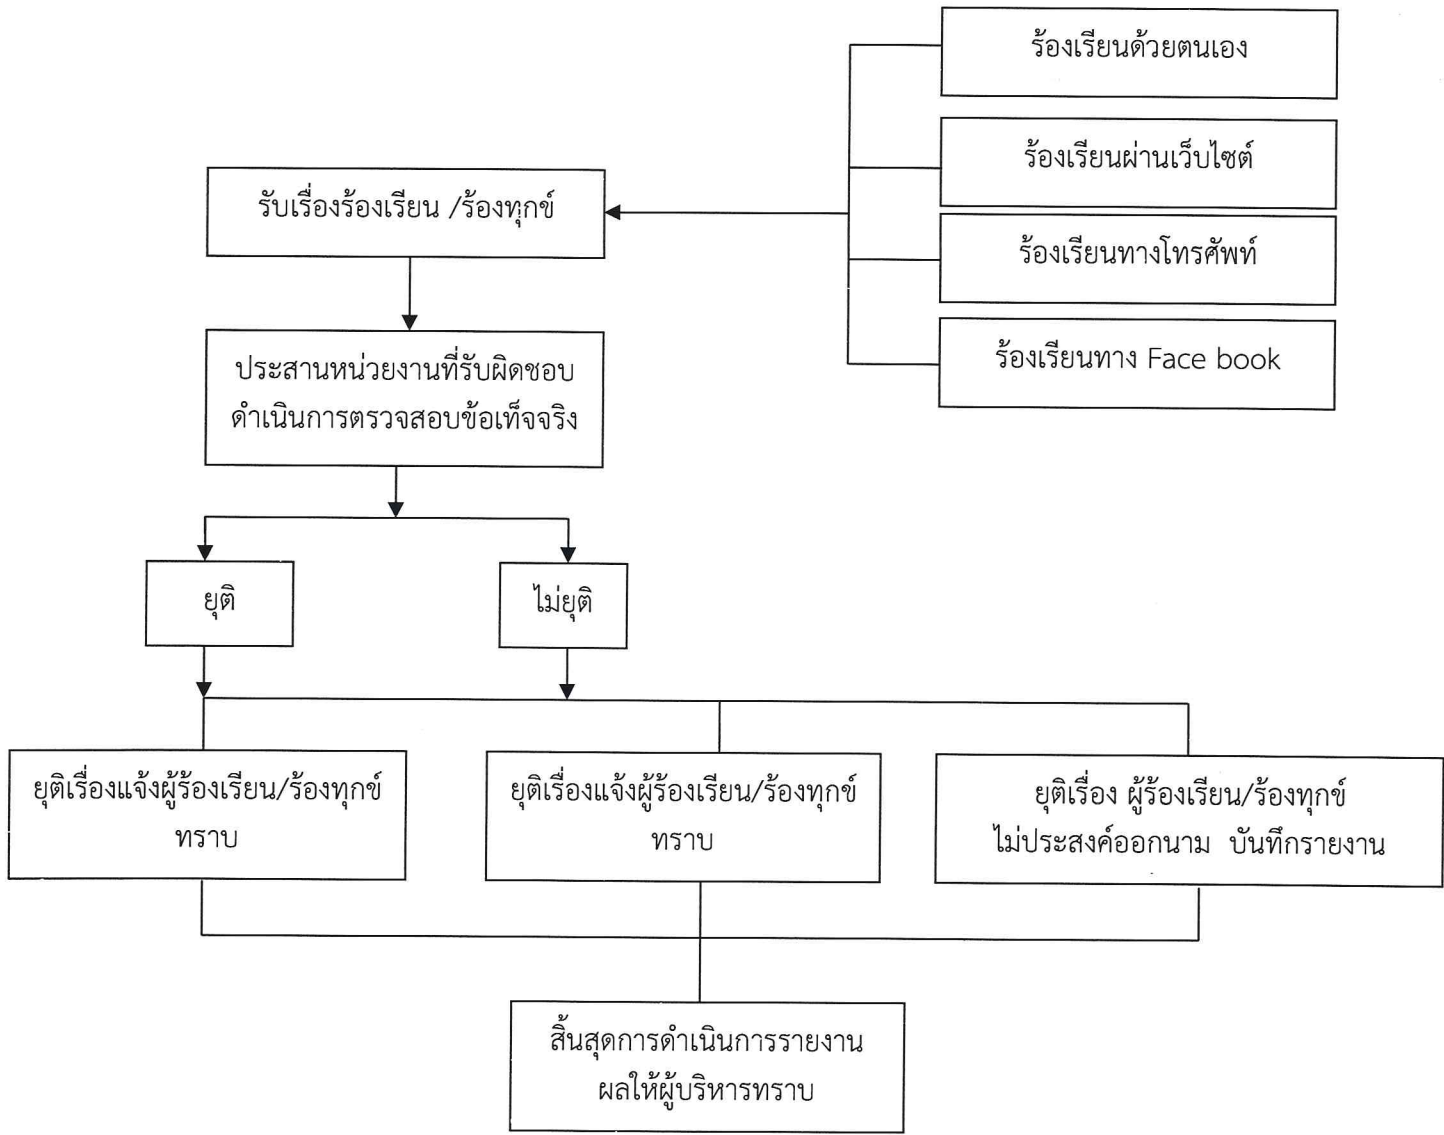 ร้องเรียนด้วยตนเอง
ร้องเรียนผ่านเว็บไซต์
รับเรื่องร้องเรียน /ร้องทุกข์
ร้องเรียนทางโทรศัพท์
ร้องเรียนทาง Face book
ประสานหน่วยงานที่รับผิดชอบ
ดำเนินการตรวจสอบข้อเท็จจริง
ยุติ
ไม่ยุติ
ยุติเรื่องแจ้งผู้ร้องเรียน/ร้องทุกข์
ทราบ
ยุติเรื่องแจ้งผู้ร้องเรียน/ร้องทุกข์
ทราบ
ยุติเรื่อง ผู้ร้องเรียน/ร้องทุกข์
ไม่ประสงค์ออกนาม บันทึกรายงาน
สิ้นสุดการดำเนินการรายงาน
ผลให้ผู้บริหารทราบ